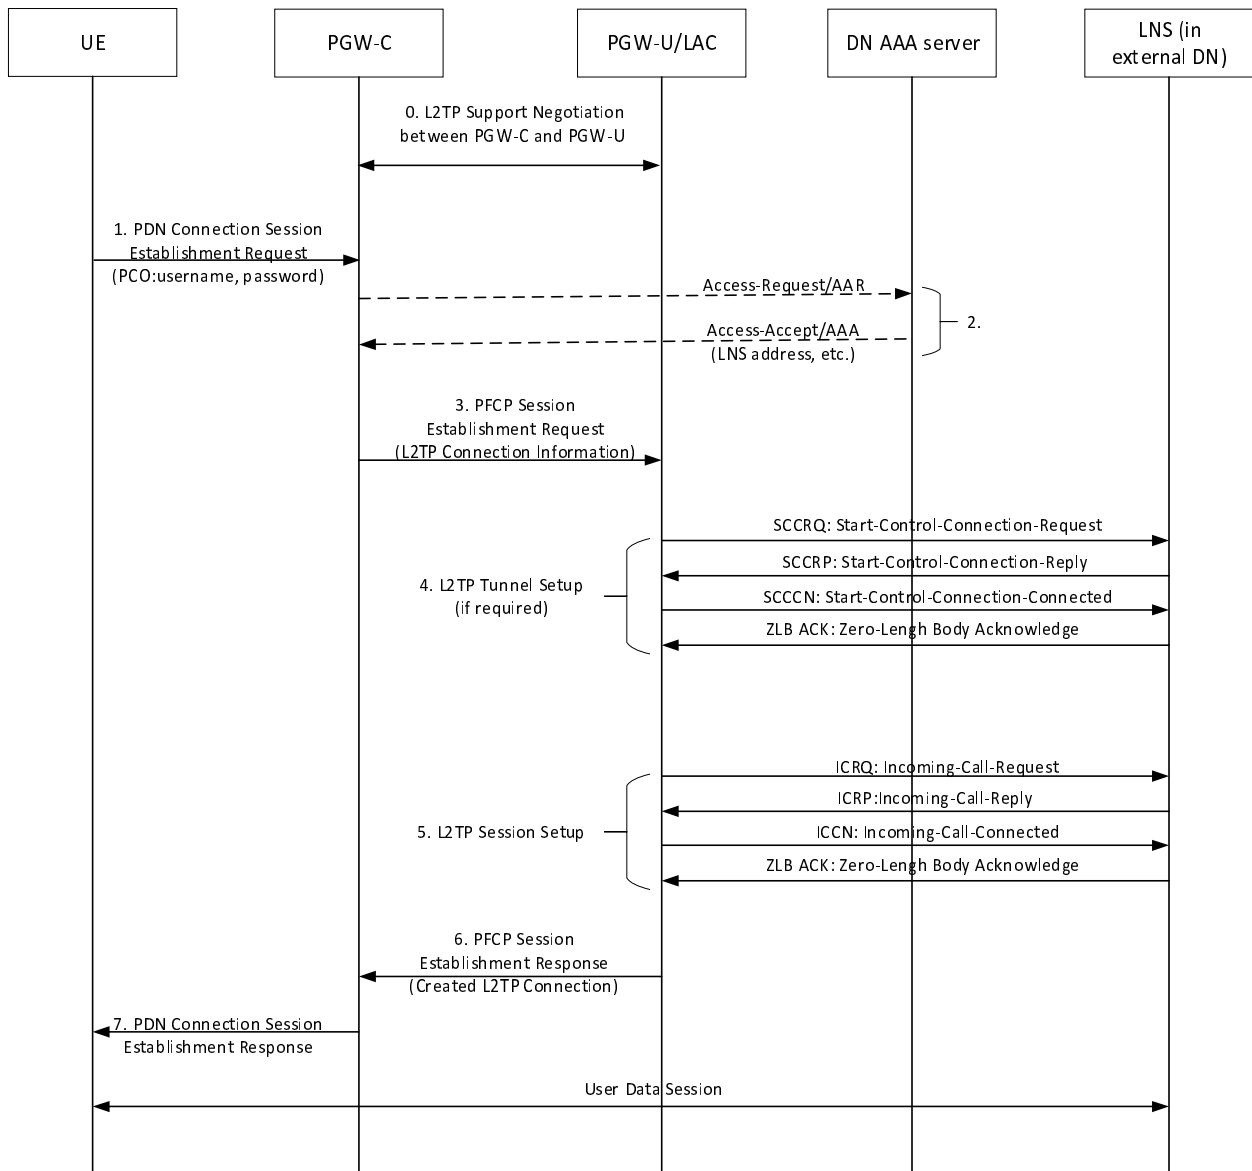 UE
PGW-C
PGW-U/LAC
DN AAA server
LNS (in
external DN)
0. L2TP Support Negotiation
between PGW-C and PGW-U
1. PDN Connection Session
Establishment Request
(PCO:username, password)
Access-Request/AAR
2.
Access-Accept/AAA
(LNS address, etc.)
3. PFCP Session
Establishment Request
(L2TP Connection Information)
SCCRQ: Start-Control-Connection-Request
SCCRP: Start-Control-Connection-Reply
4. L2TP Tunnel Setup
(if required)
SCCCN: Start-Control-Connection-Connected
ZLB ACK: Zero-Lengh Body Acknowledge
ICRQ: Incoming-Call-Request
ICRP:Incoming-Call-Reply
5. L2TP Session Setup
ICCN: Incoming-Call-Connected
ZLB ACK: Zero-Lengh Body Acknowledge
6. PFCP Session
Establishment Response
(Created L2TP Connection)
7. PDN Connection Session
Establishment Response
User Data Session